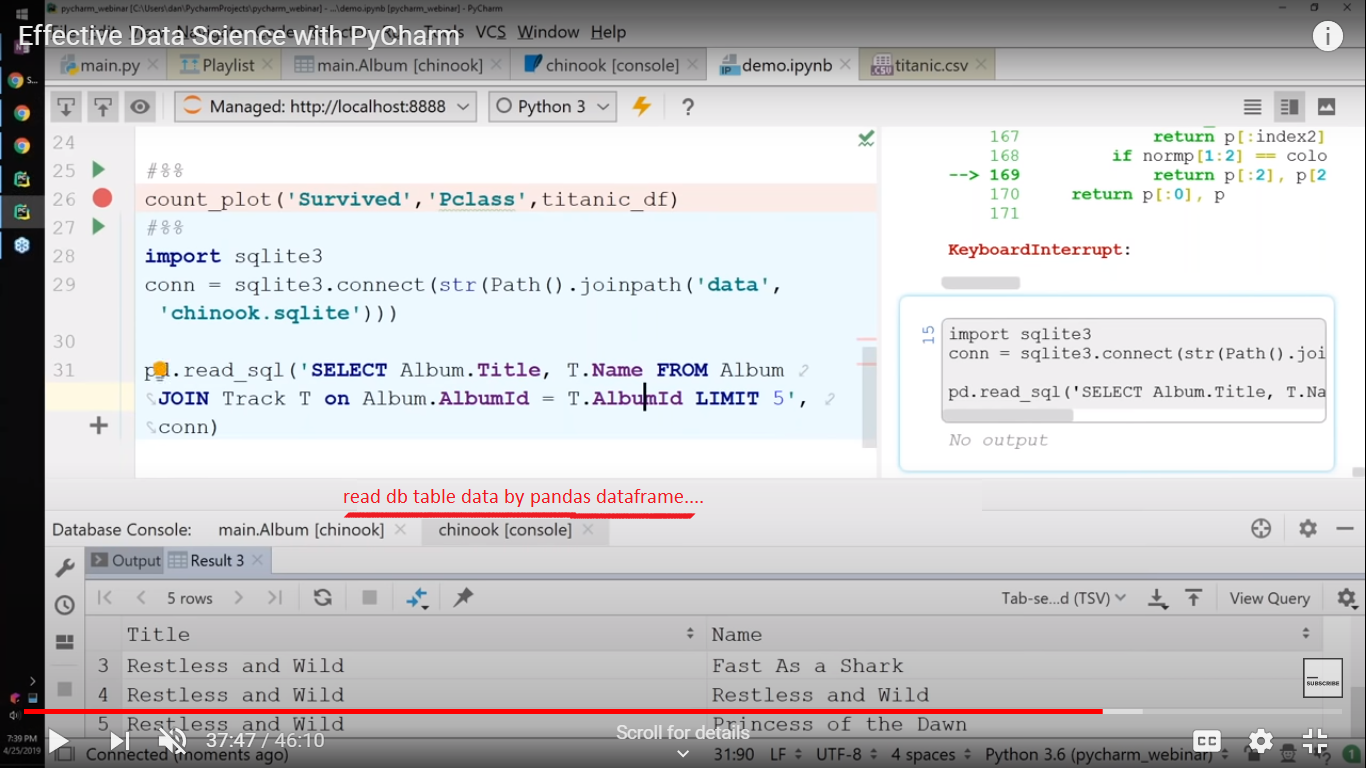 pycharm_webinar [C:\Users\dan\PycharmProjects\pycharm_webinar] - ...\demo.ipynb [pycharm_webinar] - PyCharm
Effective Data Science with PyCharm
VCS Window Help
main.py
Playlist
main.Album [chinook]
chinook [console]
demo.ipynb
titanic.csv
Managed: http://localhost:8888
Python 3
?
24
25 #%%
26 count_plot('Survived','Pclass',titanic_df)
27 #%%
28 import sqlite3
29 conn = sqlite3.connect(str(Path().joinpath('data',
'chinook.sqlite')))
30
31 pd.read_sql('SELECT Album.Title, T.Name FROM Album
JOIN Track T on Album.AlbumId = T.AlbumId LIMIT 5',
conn)
167 return p[:index2]
168 if normp[1:2] == colo
--> 169 return p[:2], p[2
170 return p[:0], p
171
KeyboardInterrupt:
15
import sqlite3
conn = sqlite3.connect(str(Path().joi
pd.read_sql('SELECT Album.Title, T.Na
No output
read db table data by pandas dataframe....
Database Console: main.Album [chinook] chinook [console]
Output Result 3
5 rows
Tab-se...d (TSV) View Query
Title Name
3 Restless and Wild Fast As a Shark
4 Restless and Wild Restless and Wild
5 Restless and Wild Princess of the Dawn
SUBSCRIBE
Scroll for details
37:47 / 46:10
CC
7:39 PM
4/25/2019
Connected (moments ago)
31:90 LF UTF-8 4 spaces Python 3.6 (pycharm_webinar)
1